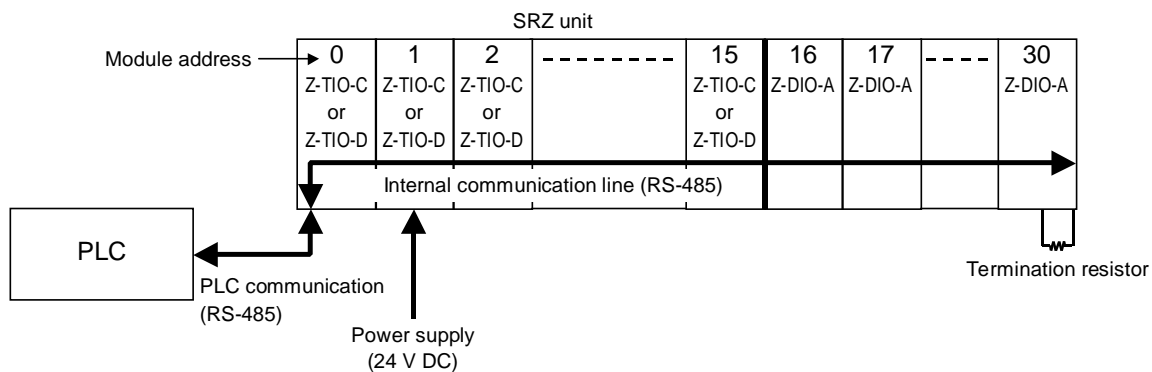 SRZ unit
Module address
0
Z-TIO-C
or
Z-TIO-D
1
Z-TIO-C
or
Z-TIO-D
2
Z-TIO-C
or
Z-TIO-D
15
Z-TIO-C
or
Z-TIO-D
16
Z-DIO-A
17
Z-DIO-A
30
Z-DIO-A
Internal communication line (RS-485)
PLC
PLC communication
(RS-485)
Power supply
(24 V DC)
Termination resistor